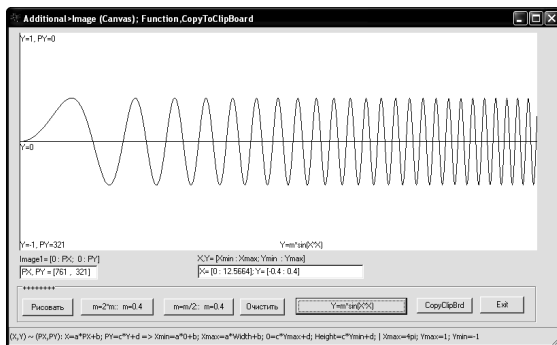 Additional>Image (Canvas); Function,CopyToClipBoard
Y=1, PY=0
Y=0
Y=-1, PY=321
Y=m*sin(X*X)
Image1= [0 : PX; 0 : PY]
X,Y= [Xmin : Xmax; Ymin : Ymax]
PX, PY = [761 , 321]
X= [0 : 12.5664]; Y= [-0.4 : 0.4]
++++++++
Рисовать
m=2*m:: m=0.4
m=m/2:: m=0.4
Очистить
Y=m*sin(X*X)
CopyClipBrd
Exit
(X,Y) ~ (PX,PY): X=a*PX+b; PY=c*Y+d => Xmin=a*0+b; Xmax=a*Width+b; 0=c*Ymax+d; Height=c*Ymin+d; | Xmax=4pi; Ymax=1; Ymin=-1